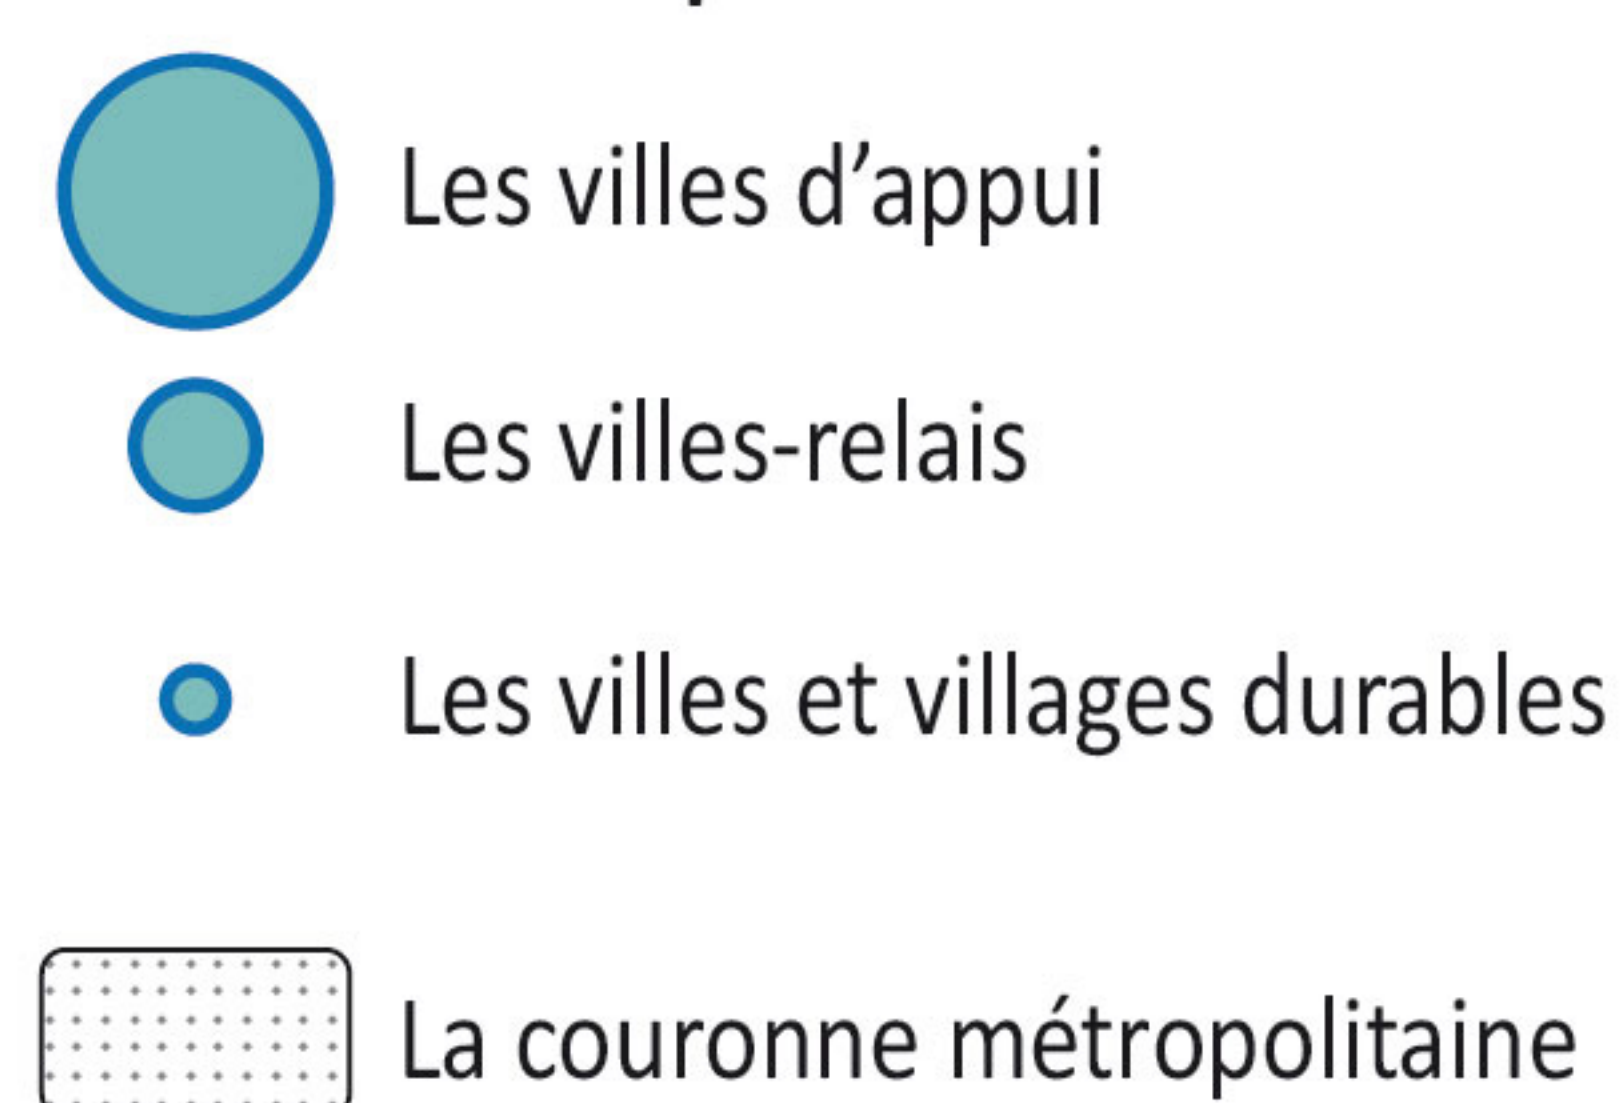 Les villes d’appui
Les villes-relais
Les villes et villages durables
La couronne métropolitaine